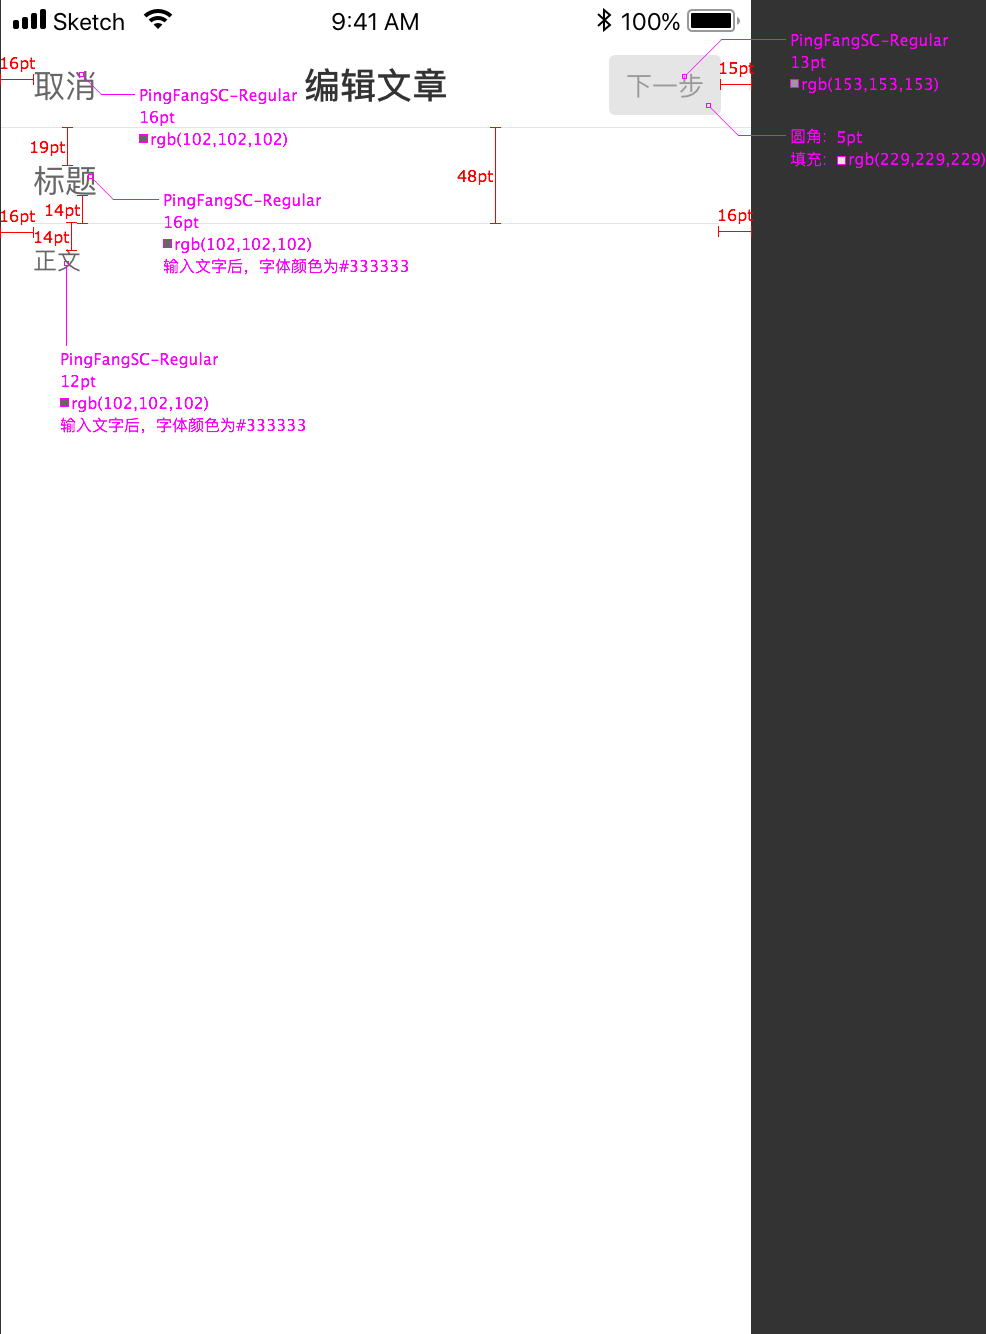 Sketch 9:41 AM 100%
PingFangSC-Regular
13pt
rgb(153,153,153)
16pt
取消
编辑文章
下一步
15pt
PingFangSC-Regular
16pt
rgb(102,102,102)
圆角：5pt
填充：rgb(229,229,229)
19pt
标题
48pt
14pt
PingFangSC-Regular
16pt
rgb(102,102,102)
输入文字后，字体颜色为#333333
16pt
14pt
16pt
正文
PingFangSC-Regular
12pt
rgb(102,102,102)
输入文字后，字体颜色为#333333